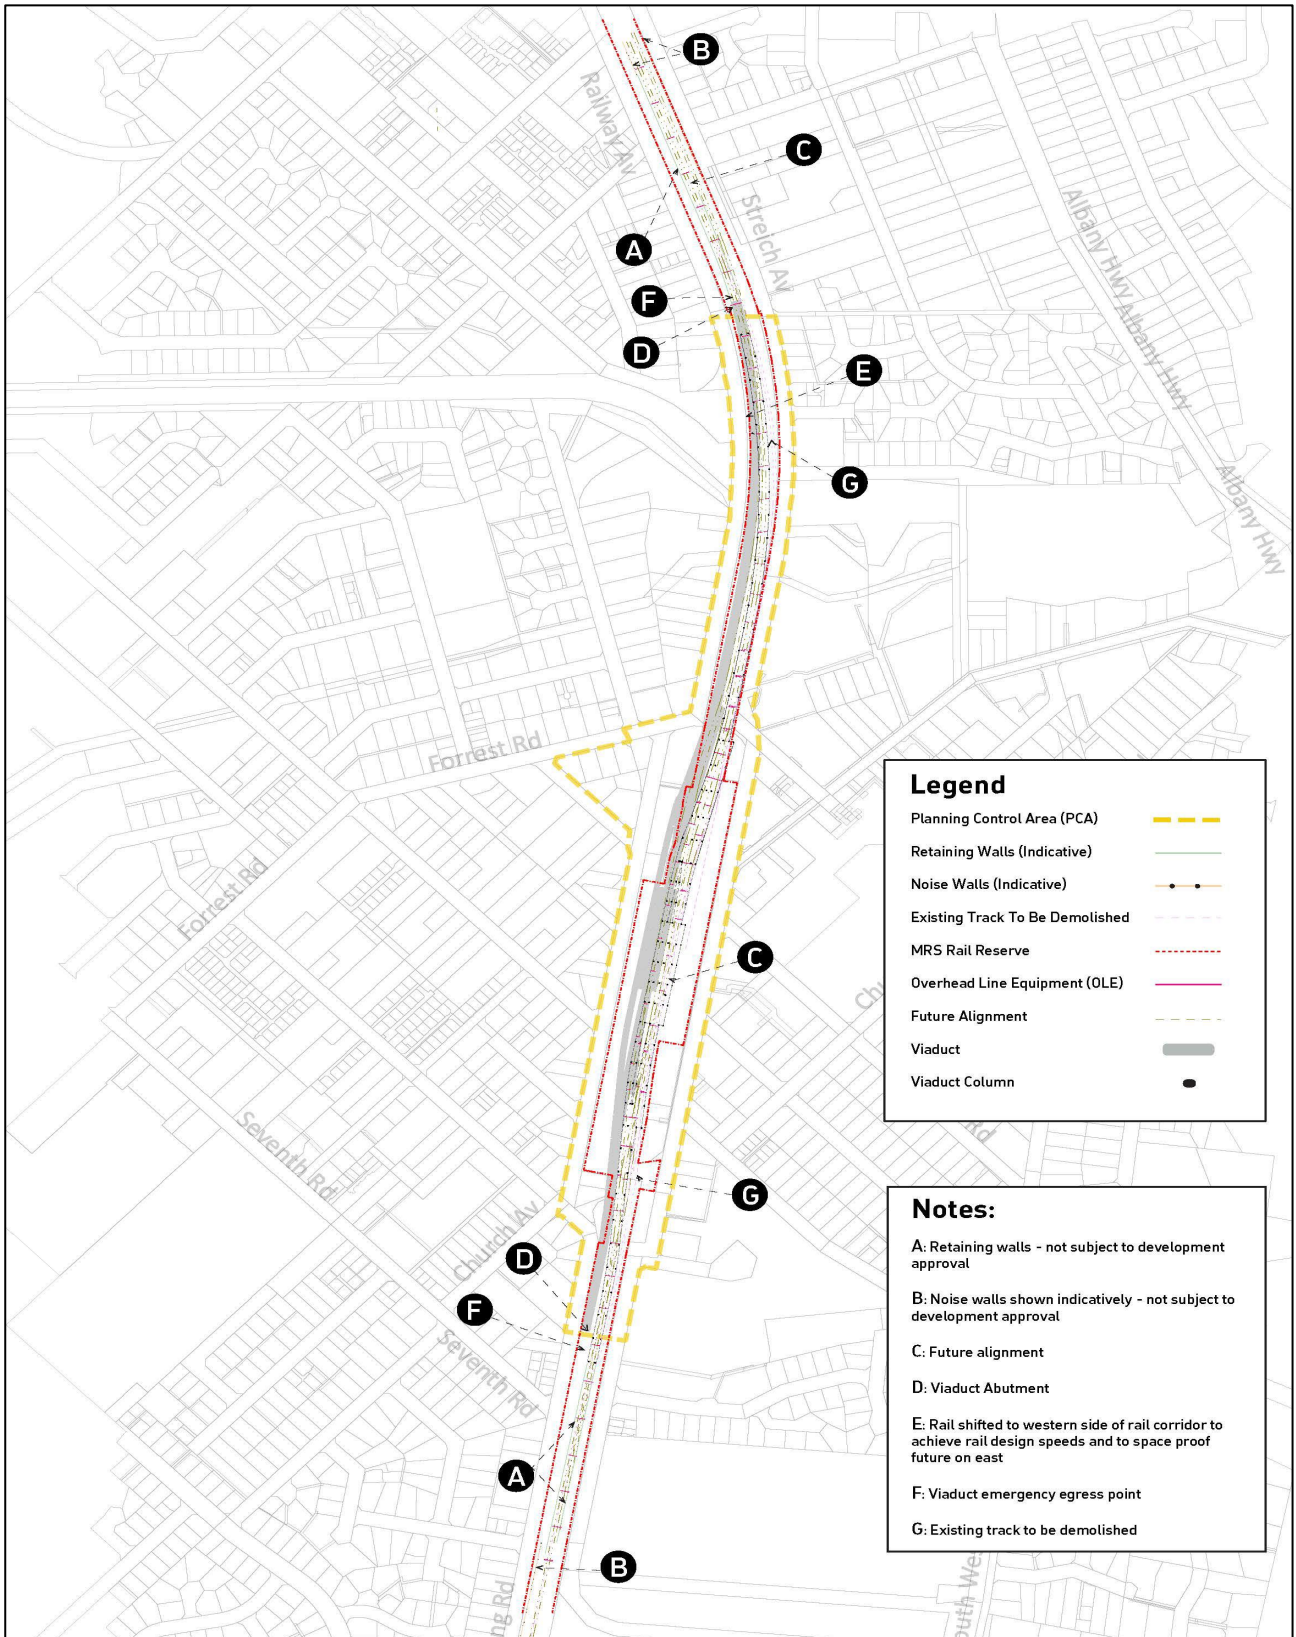 B
Railway Av
C
Streich Av
Albany Hwy
A
F
Albany Hwy
D
E
G
Albany Hwy
Forrest Rd
Legend
Planning Control Area (PCA)
Retaining Walls (Indicative)
Noise Walls (Indicative)
Existing Track To Be Demolished
MRS Rail Reserve
Overhead Line Equipment (OLE)
Future Alignment
Viaduct
Viaduct Column
Forrest Rd
C
Seventh Rd
Rd
G
Church Av
D
F
Seventh Rd
A
B
Rd
Notes:
A: Retaining walls - not subject to development
approval
B: Noise walls shown indicatively - not subject to
development approval
C: Future alignment
D: Viaduct Abutment
E: Rail shifted to western side of rail corridor to
achieve rail design speeds and to space proof
future on east
F: Viaduct emergency egress point
G: Existing track to be demolished